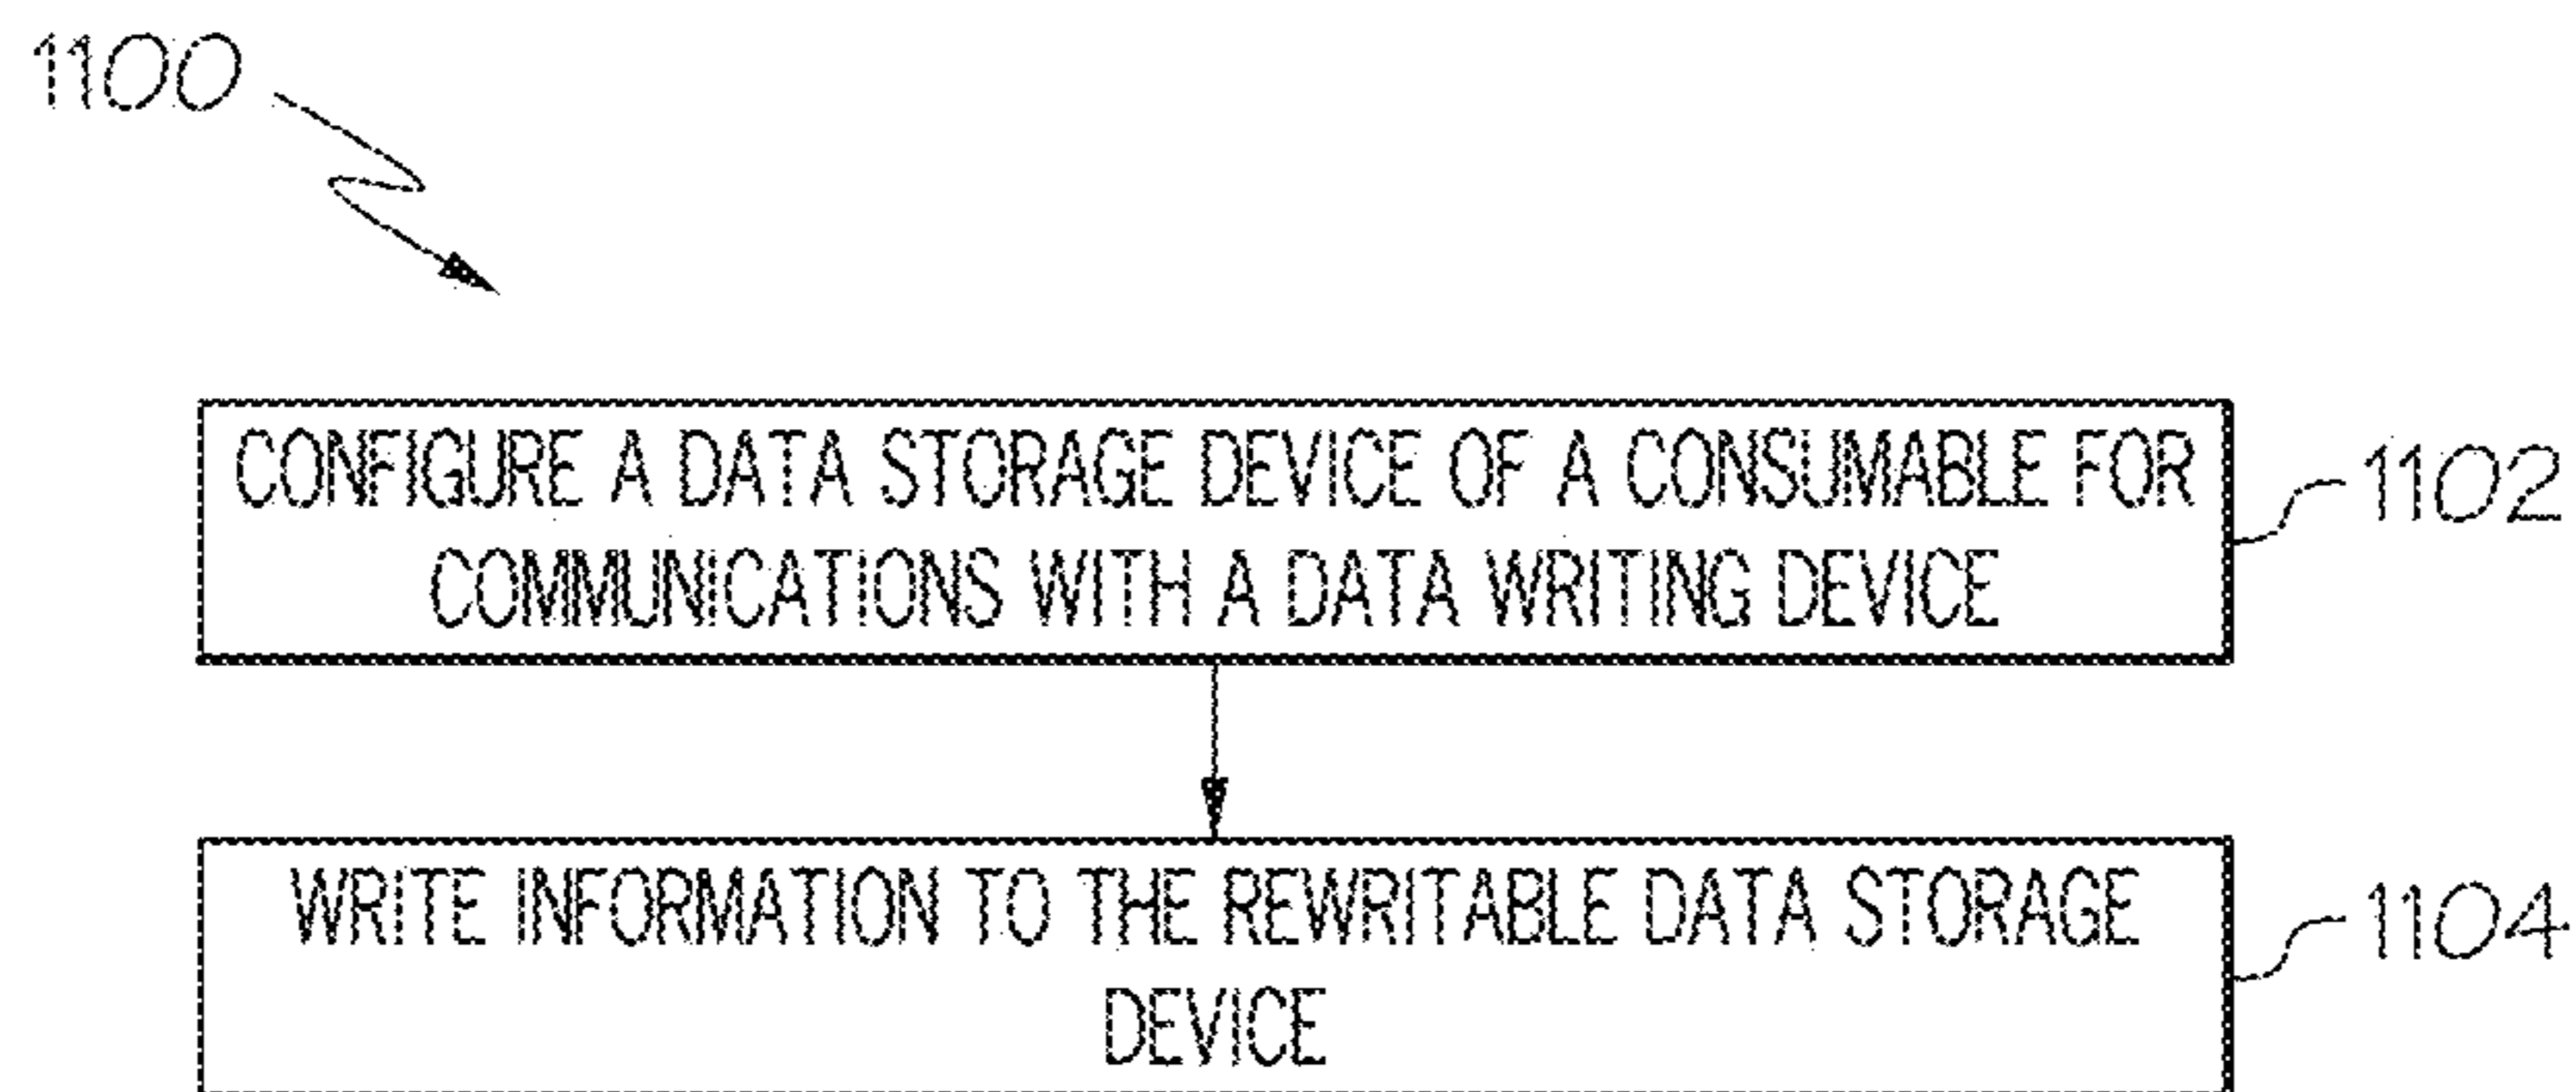 1100
CONFIGURE A DATA STORAGE DEVICE OF A CONSUMABLE FOR
COMMUNICATIONS WITH A DATA WRITING DEVICE
1102
WRITE INFORMATION TO THE REWRITABLE DATA STORAGE
DEVICE
1104